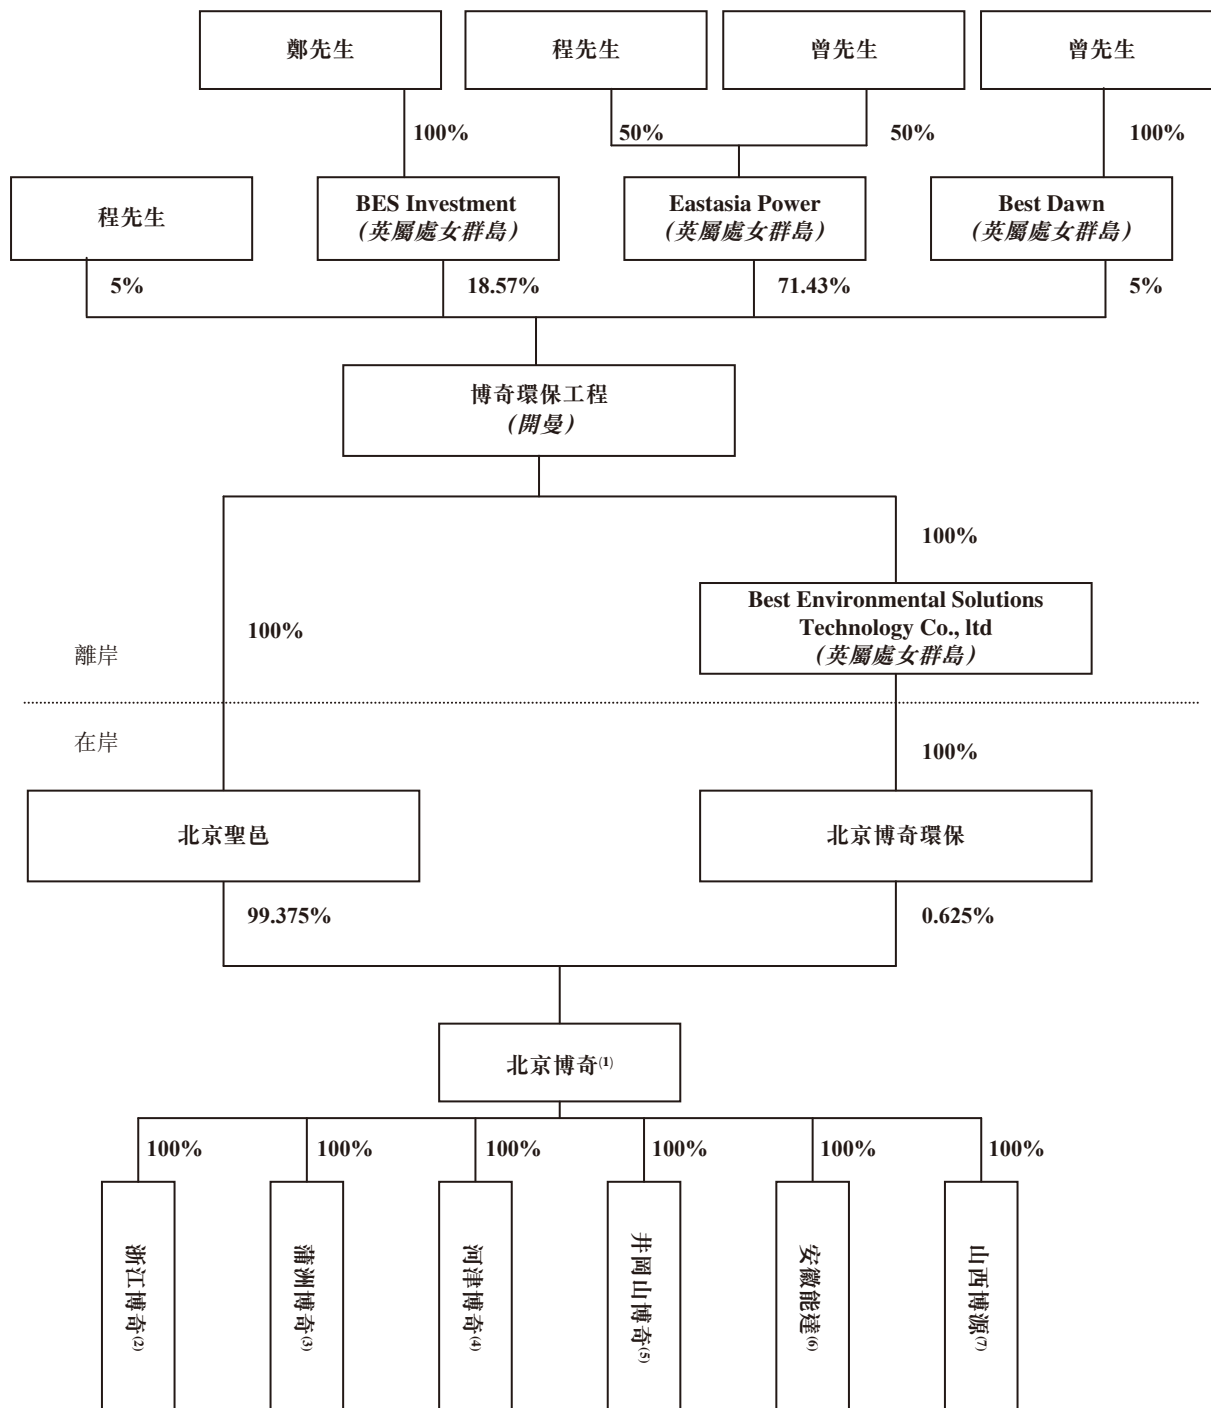 鄭先生
程先生
曾先生
曾先生
100%
50%
50%
100%
程先生
BES Investment
(英屬處女群島)
Eastasia Power
(英屬處女群島)
Best Dawn
(英屬處女群島)
5%
18.57%
71.43%
5%
博奇環保工程
(開曼)
100%
100%
Best Environmental Solutions
Technology Co., ltd
(英屬處女群島)
離岸
在岸
100%
北京聖邑
北京博奇環保
99.375%
0.625%
北京博奇(1)
100%
100%
100%
100%
100%
100%
浙江博奇(2)
蒲洲博奇(3)
河津博奇(4)
井岡山博奇(5)
安徽能達(6)
山西博源(7)